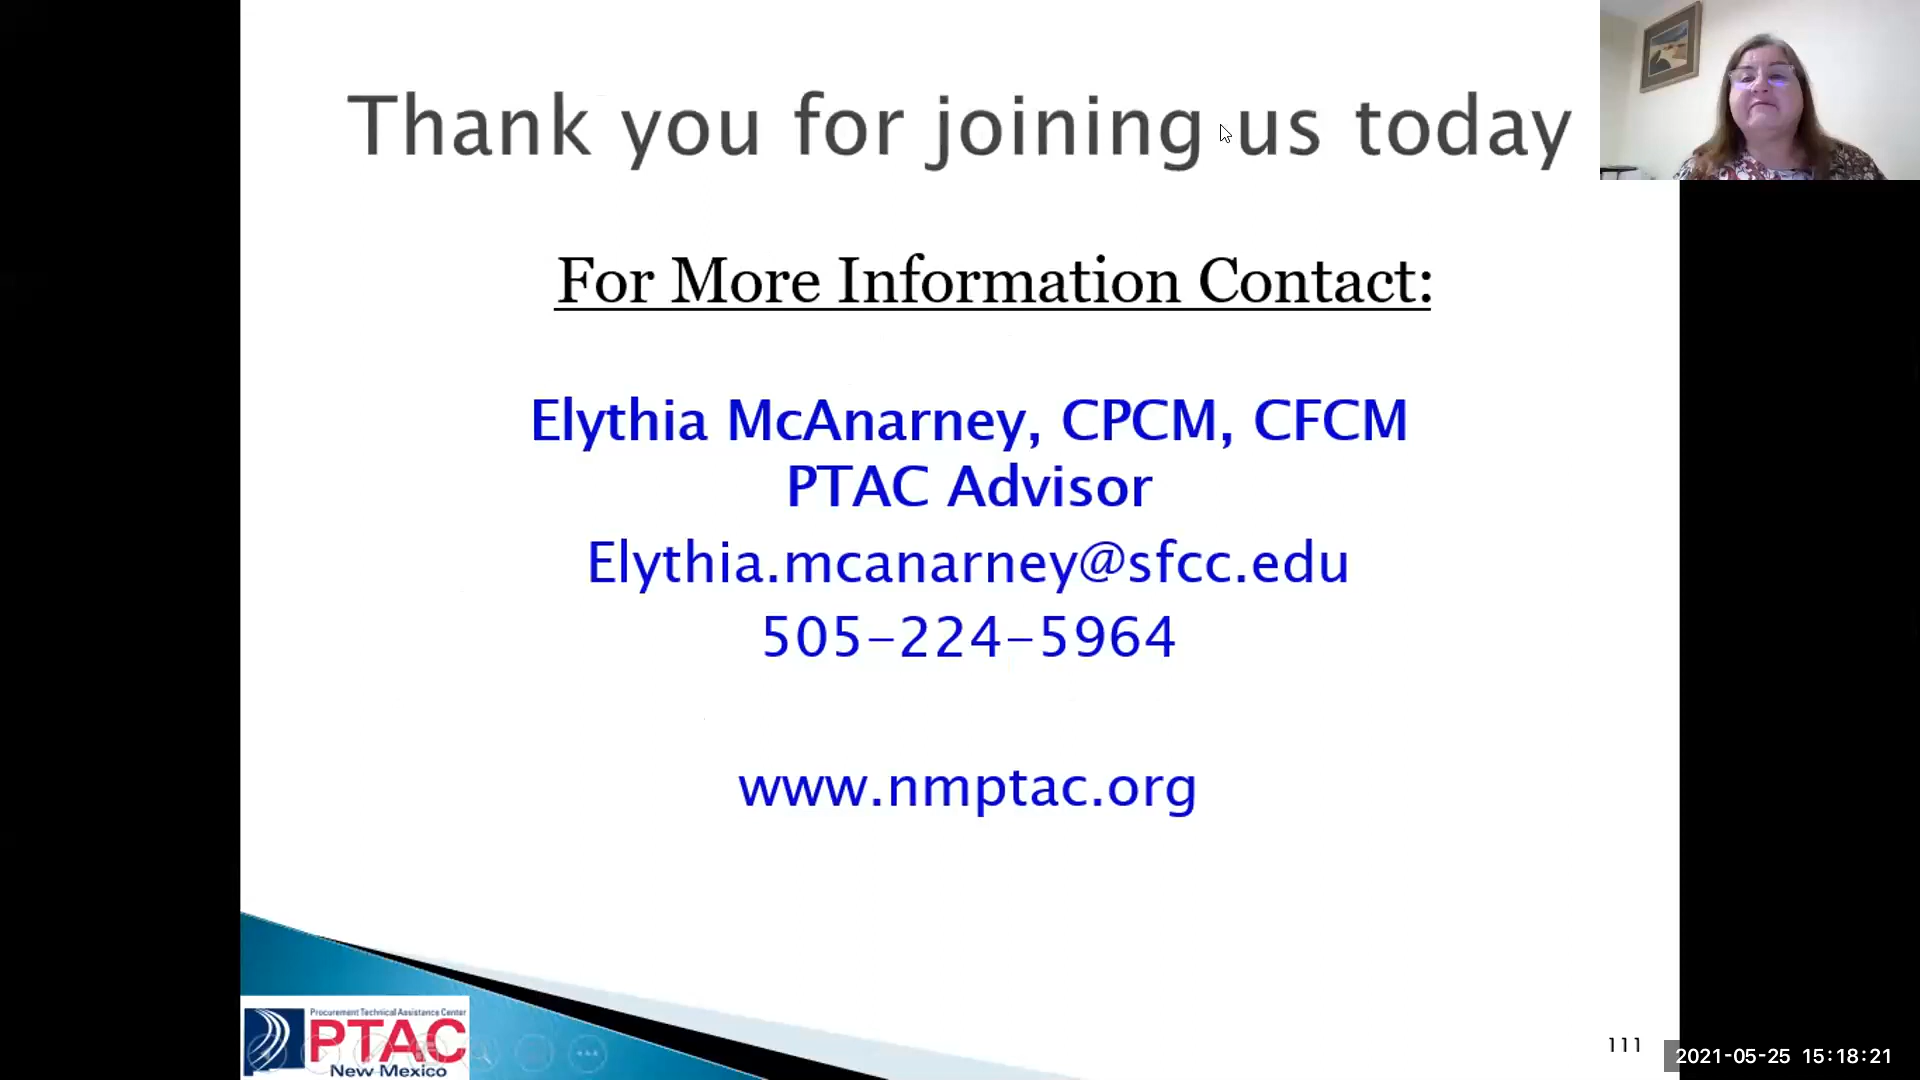 Thank you for joining us today
For More Information Contact:
Elythia McAnarney, CPCM, CFCM
PTAC Advisor
Elythia.mcanarney@sfcc.edu
505-224-5964
www.nmptac.org
Procurement Technical Assistance Center
PTAC
New Mexico
111
2021-05-25 15:18:21